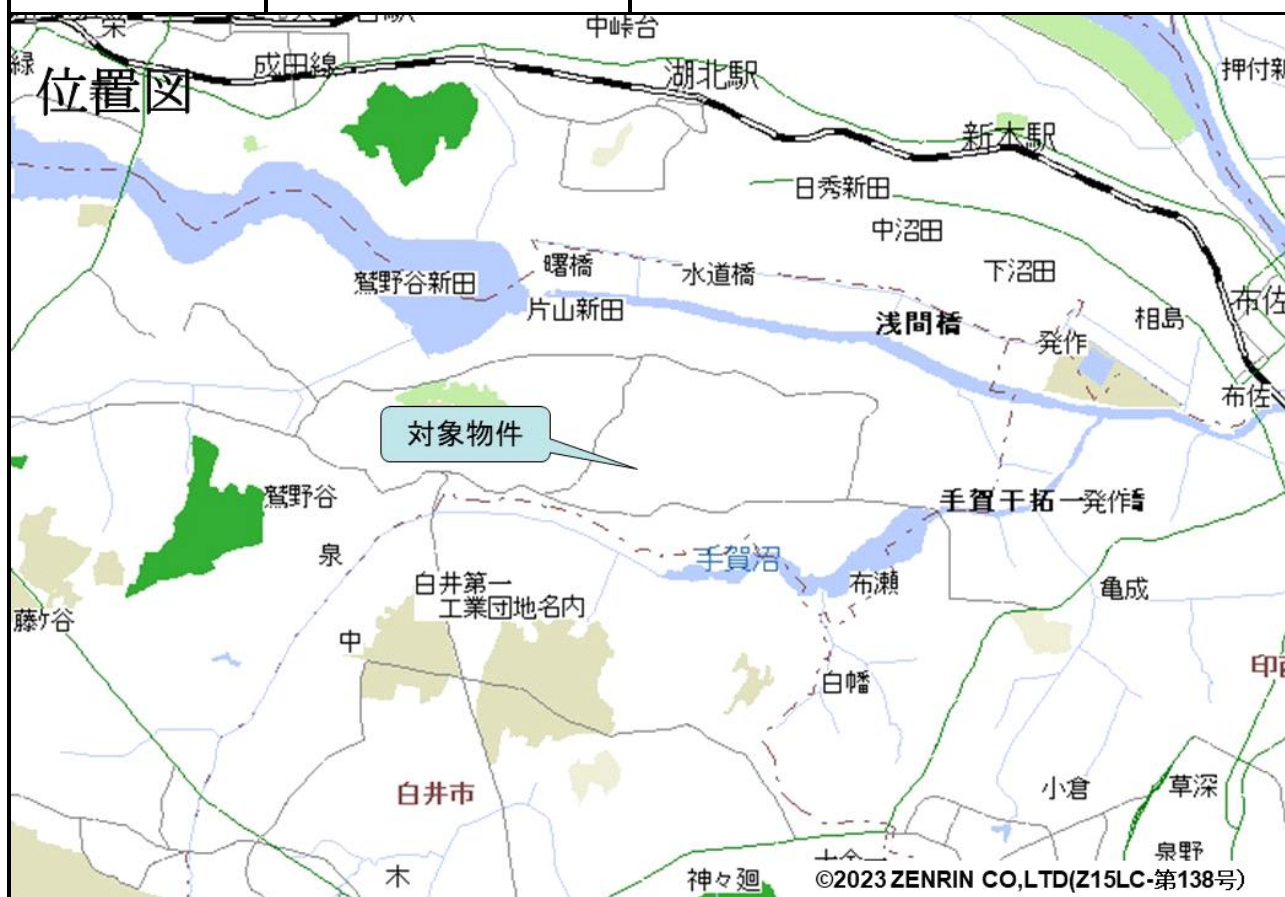 栄
中峠台
緑
成田線
湖北駅
押付新
位置図
新木駅
日秀新田
中沼田
下沼田
曙橋
水道橋
鷲野谷新田
片山新田
浅間橋
相島
布佐
発作
布佐
対象物件
鷲野谷
手賀干拓一発作橋
泉
手賀沼
布瀬
白井第一
工業団地名内
亀成
藤ケ谷
中
白幡
印西
白井市
小倉
草深
泉野
木
神々廻
©2023 ZENRIN CO,LTD(Z15LC-第138号)